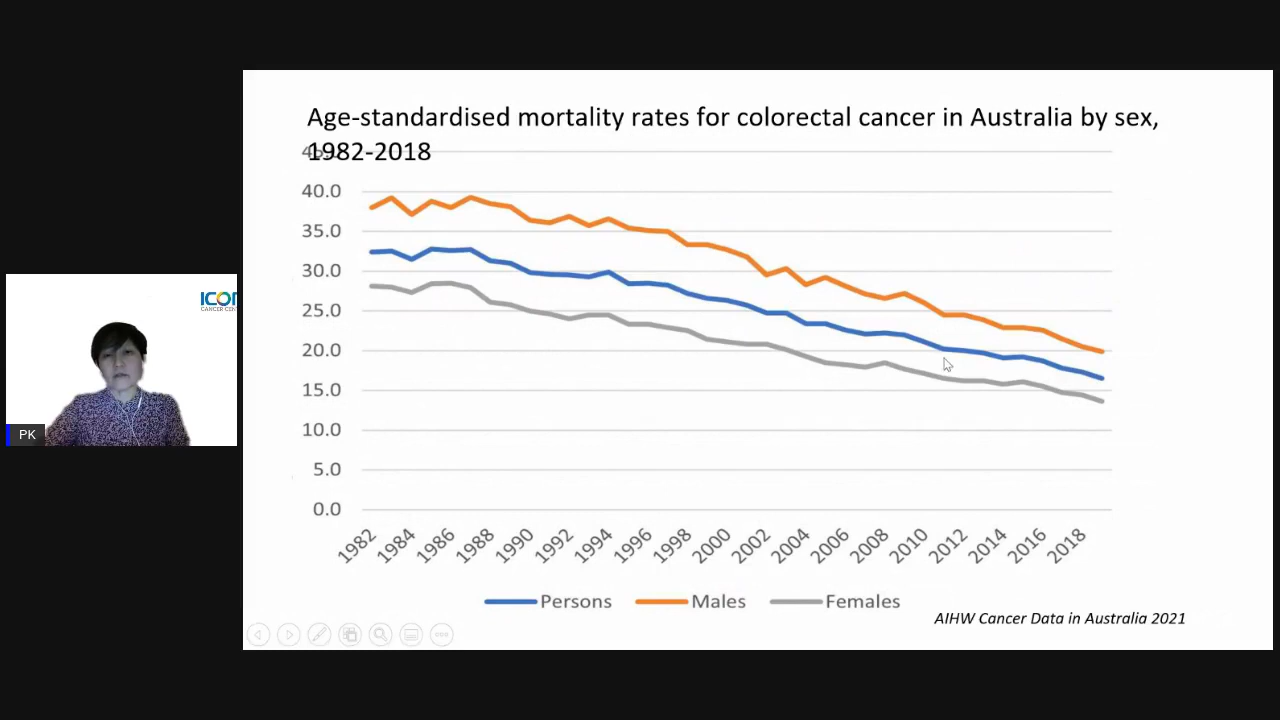 Age-standardised mortality rates for colorectal cancer in Australia by sex,
1982-2018
40.0
35.0
30.0
25.0
20.0
15.0
10.0
5.0
0.0
1982 1984 1986 1988 1990 1992 1994 1996 1998 2000 2002 2004 2006 2008 2010 2012 2014 2016 2018
Persons Males Females
AIHW Cancer Data in Australia 2021
PK